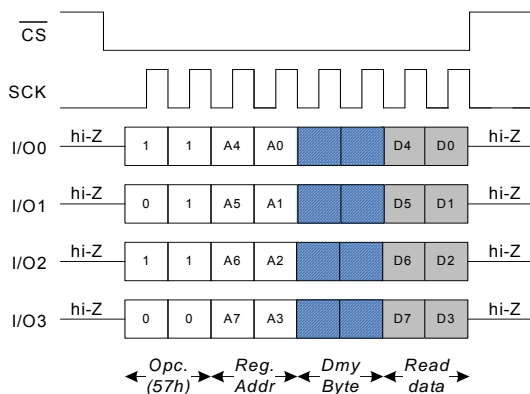 CS
SCK
hi-Z hi-Z
I/O0 1 1 A4 A0 D4 D0
hi-Z hi-Z
I/O1 0 1 A5 A1 D5 D1
hi-Z hi-Z
I/O2 1 1 A6 A2 D6 D2
hi-Z hi-Z
I/O3 0 0 A7 A3 D7 D3
Opc. Reg. Dmy Read
(57h) Addr Byte data